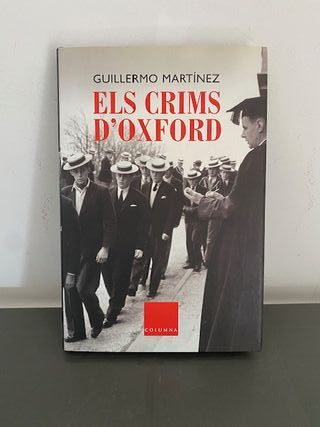 GUILLERMO MARTÍNEZ
ELS CRIMS
D'OXFORD
COLUMNA